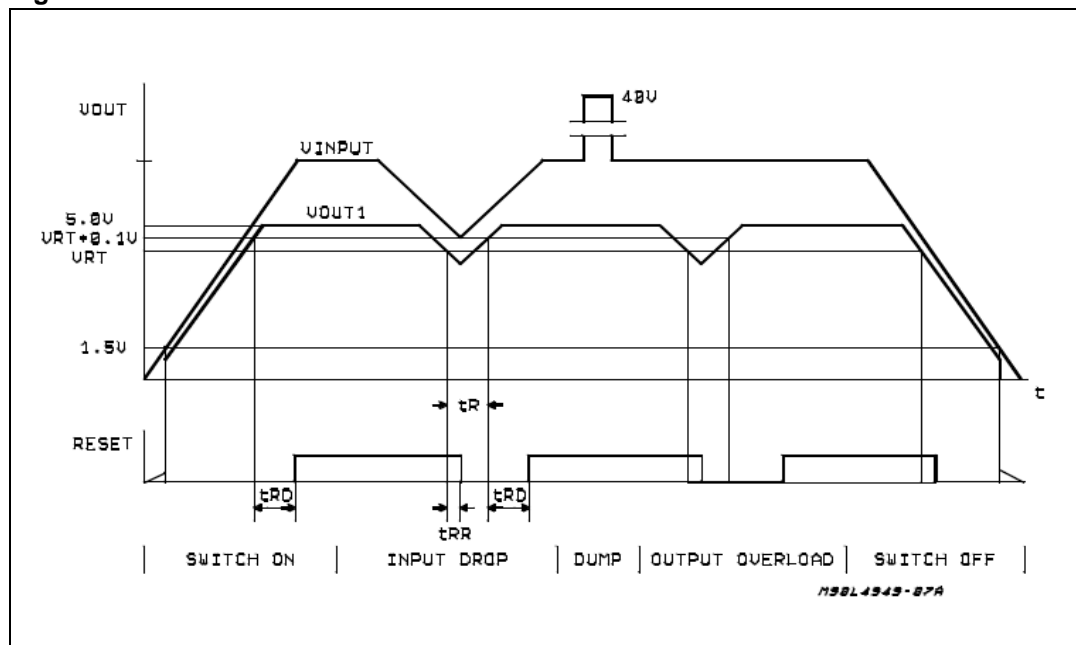 VOUT
40V
VINPUT
5.0V
VOUT1
VRT+0.1V
VRT
1.5V
t
tR
RESET
tRD
tRD
tRR
SWITCH ON
INPUT DROP
DUMP
OUTPUT OVERLOAD
SWITCH OFF
M90L4949-07A